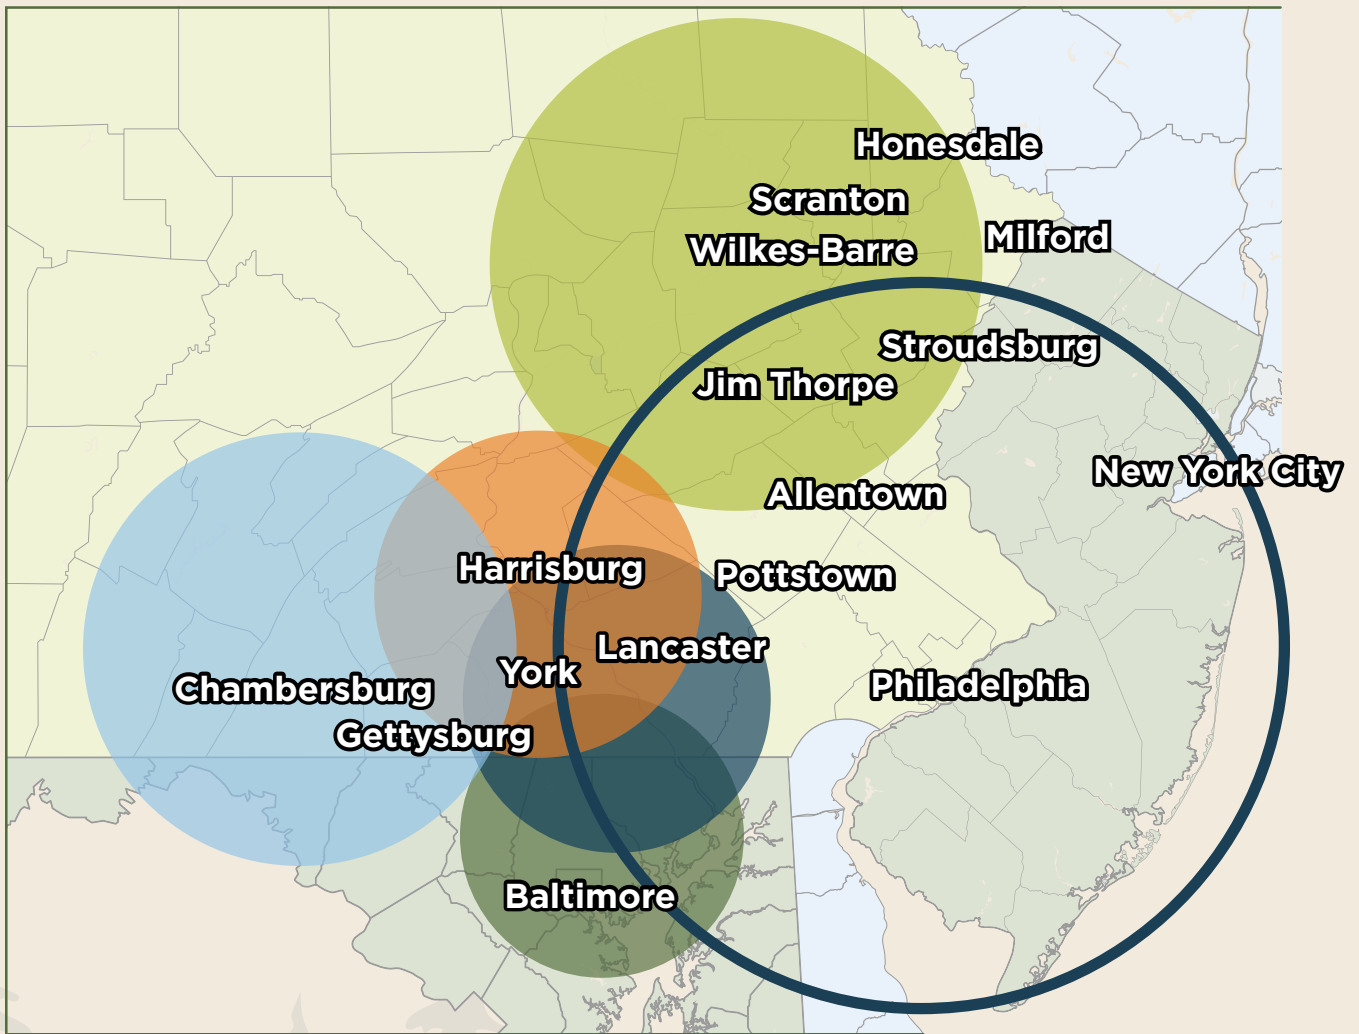 Honesdale
Scranton
Milford
Wilkes-Barre
Stroudsburg
Jim Thorpe
New York City
Allentown
Harrisburg
Pottstown
Lancaster
York
Philadelphia
Chambersburg
Gettysburg
Baltimore